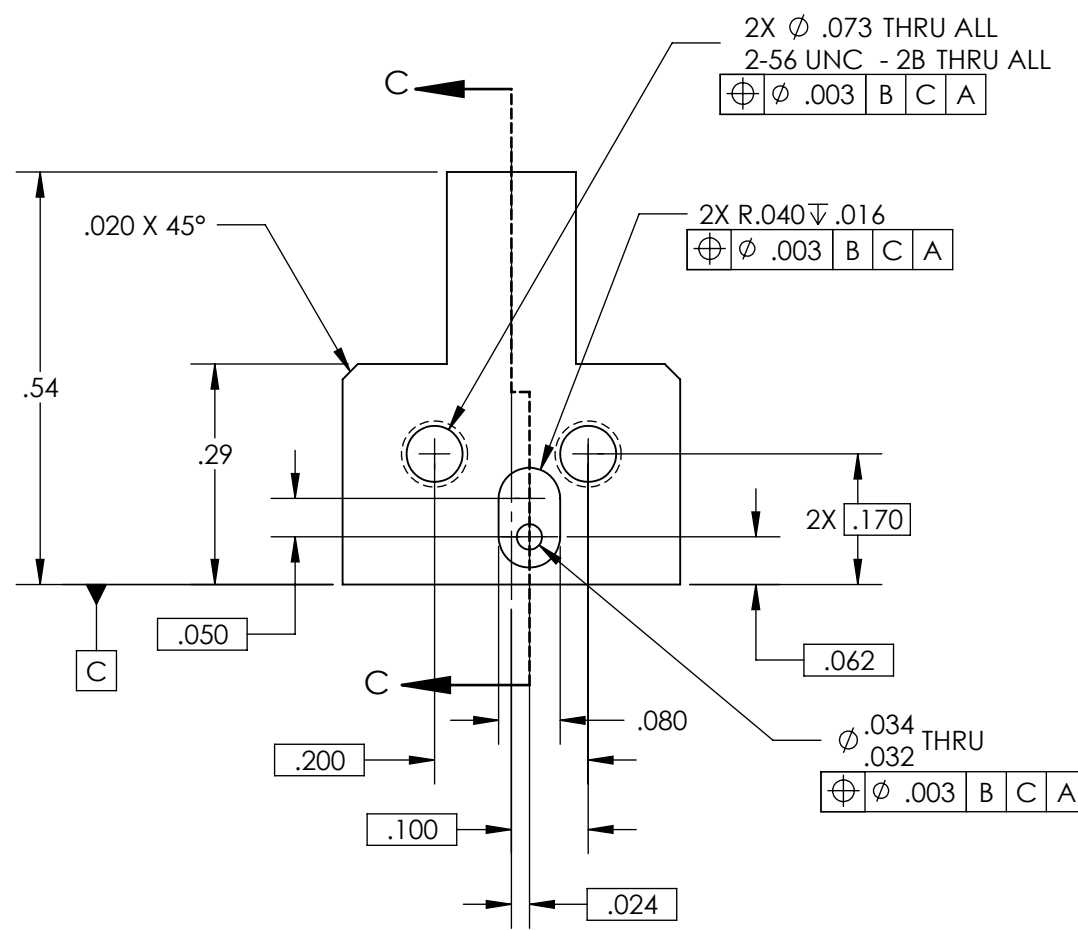 2X ⌀ .073 THRU ALL
2-56 UNC - 2B THRU ALL
⌖ ⌀ .003 B C A
C
2X R.040 ↧ .016
⌖ ⌀ .003 B C A
.020 X 45°
.54
.29
2X .170
.050
.062
C
C
.080
⌀ .034 THRU
.032
.200
⌖ ⌀ .003 B C A
.100
.024